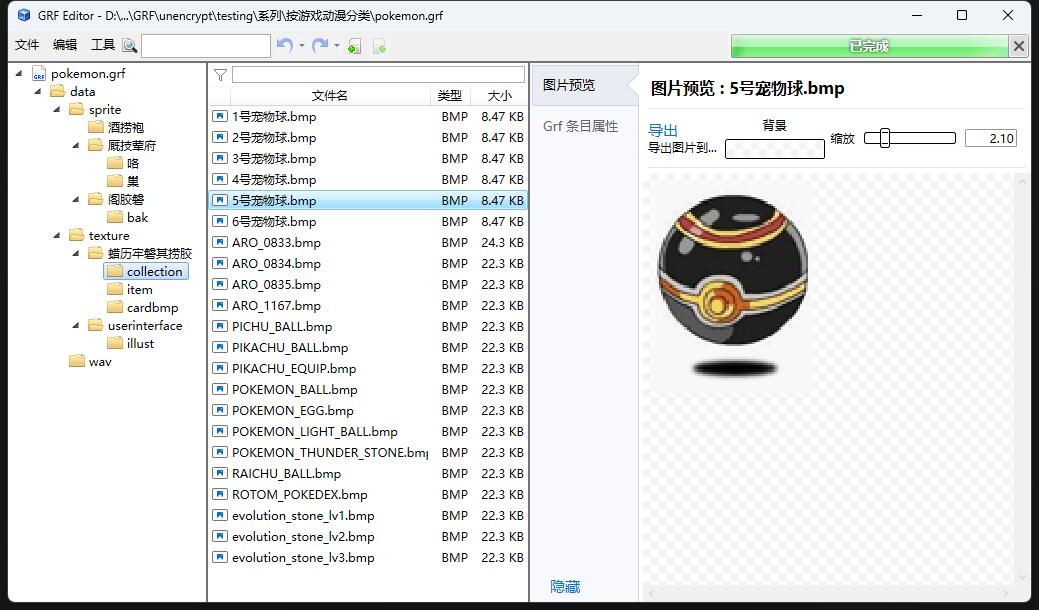 GRF Editor - D:\...\GRF\unencrypt\testing\系列\按游戏动漫分类\pokemon.grf
文件 编辑 工具
已完成
GRF pokemon.grf
data
sprite
酒捞袍
厩技辈府
咯
巢
阁胶磐
bak
texture
蜡历牢磐其捞胶
collection
item
cardbmp
userinterface
illust
wav
文件名 类型 大小
1号宠物球.bmp BMP 8.47 KB
2号宠物球.bmp BMP 8.47 KB
3号宠物球.bmp BMP 8.47 KB
4号宠物球.bmp BMP 8.47 KB
5号宠物球.bmp BMP 8.47 KB
6号宠物球.bmp BMP 8.47 KB
ARO_0833.bmp BMP 24.3 KB
ARO_0834.bmp BMP 22.3 KB
ARO_0835.bmp BMP 22.3 KB
ARO_1167.bmp BMP 22.3 KB
PICHU_BALL.bmp BMP 22.3 KB
PIKACHU_BALL.bmp BMP 22.3 KB
PIKACHU_EQUIP.bmp BMP 22.3 KB
POKEMON_BALL.bmp BMP 22.3 KB
POKEMON_EGG.bmp BMP 22.3 KB
POKEMON_LIGHT_BALL.bmp BMP 22.3 KB
POKEMON_THUNDER_STONE.bmp BMP 22.3 KB
RAICHU_BALL.bmp BMP 22.3 KB
ROTOM_POKEDEX.bmp BMP 22.3 KB
evolution_stone_lv1.bmp BMP 22.3 KB
evolution_stone_lv2.bmp BMP 22.3 KB
evolution_stone_lv3.bmp BMP 22.3 KB
图片预览
Grf 条目属性
隐藏
图片预览 : 5号宠物球.bmp
导出
导出图片到...
背景
缩放
2.10